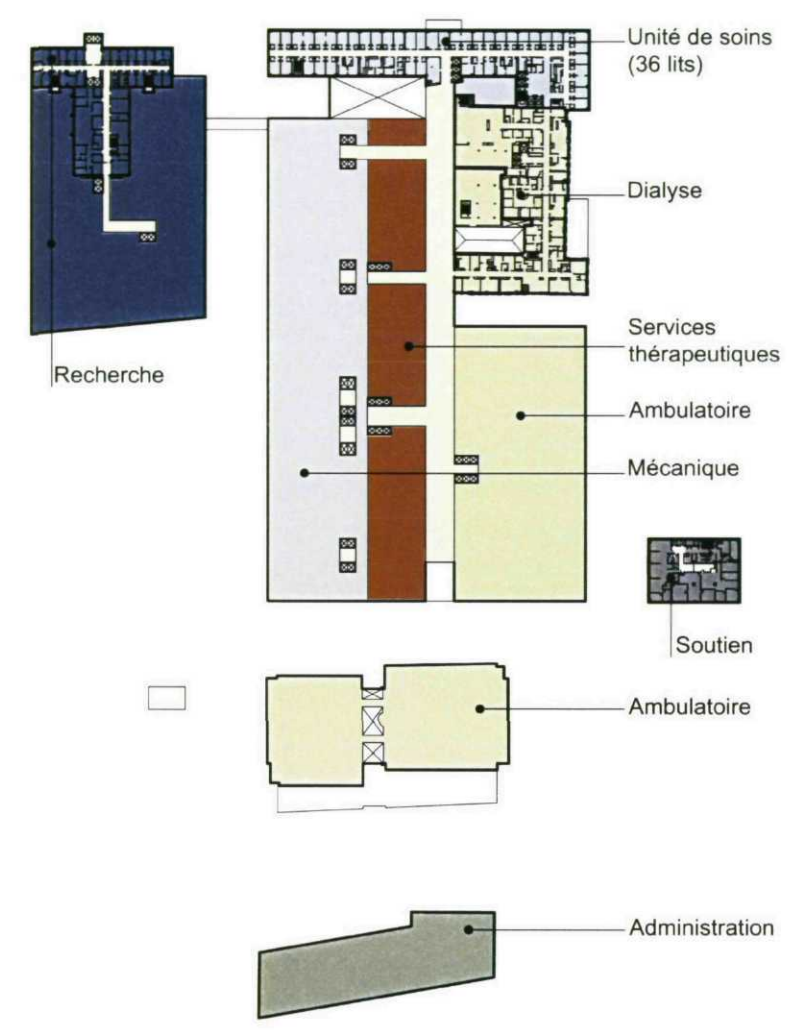 Unité de soins
(36 lits)
Dialyse
Services
thérapeutiques
Recherche
Ambulatoire
Mécanique
Soutien
Ambulatoire
Administration